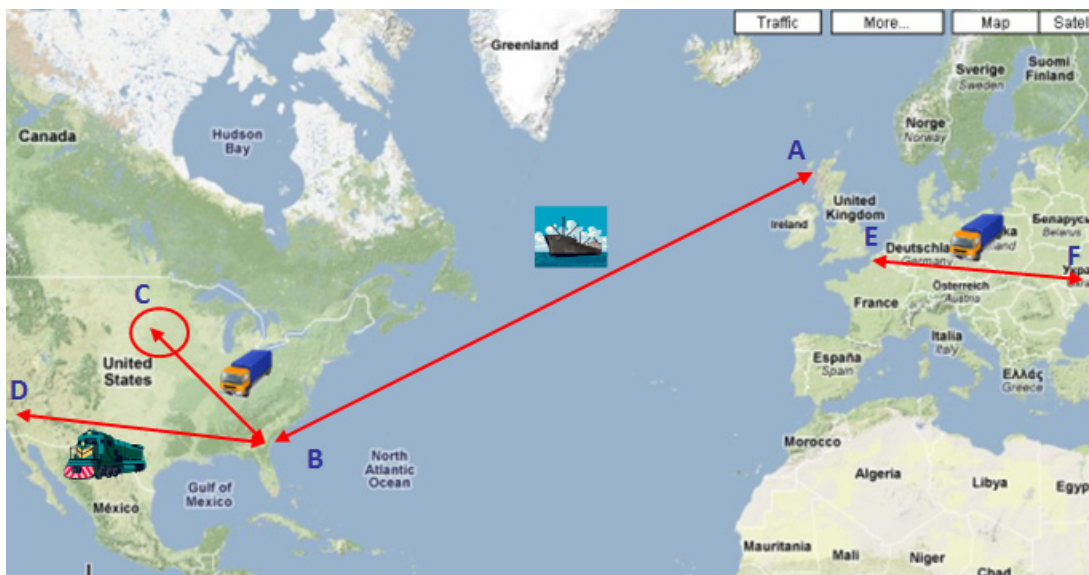 Traffic
More...
Map
Greenland
Sverige
Sweden
Suomi
Finland
Norge
Norway
Canada
Hudson
Bay
A
United
Kingdom
Ireland
Беларусь
Belarus
E
Deutschla
Germany
F
C
France
Österreich
Austria
United
States
Italia
Italy
D
España
Spain
Ελλάς
Greece
B
North
Atlantic
Ocean
Morocco
Gulf of
Mexico
México
Algeria
Libya
Egyp
Mauritania
Mali
Niger
Chad